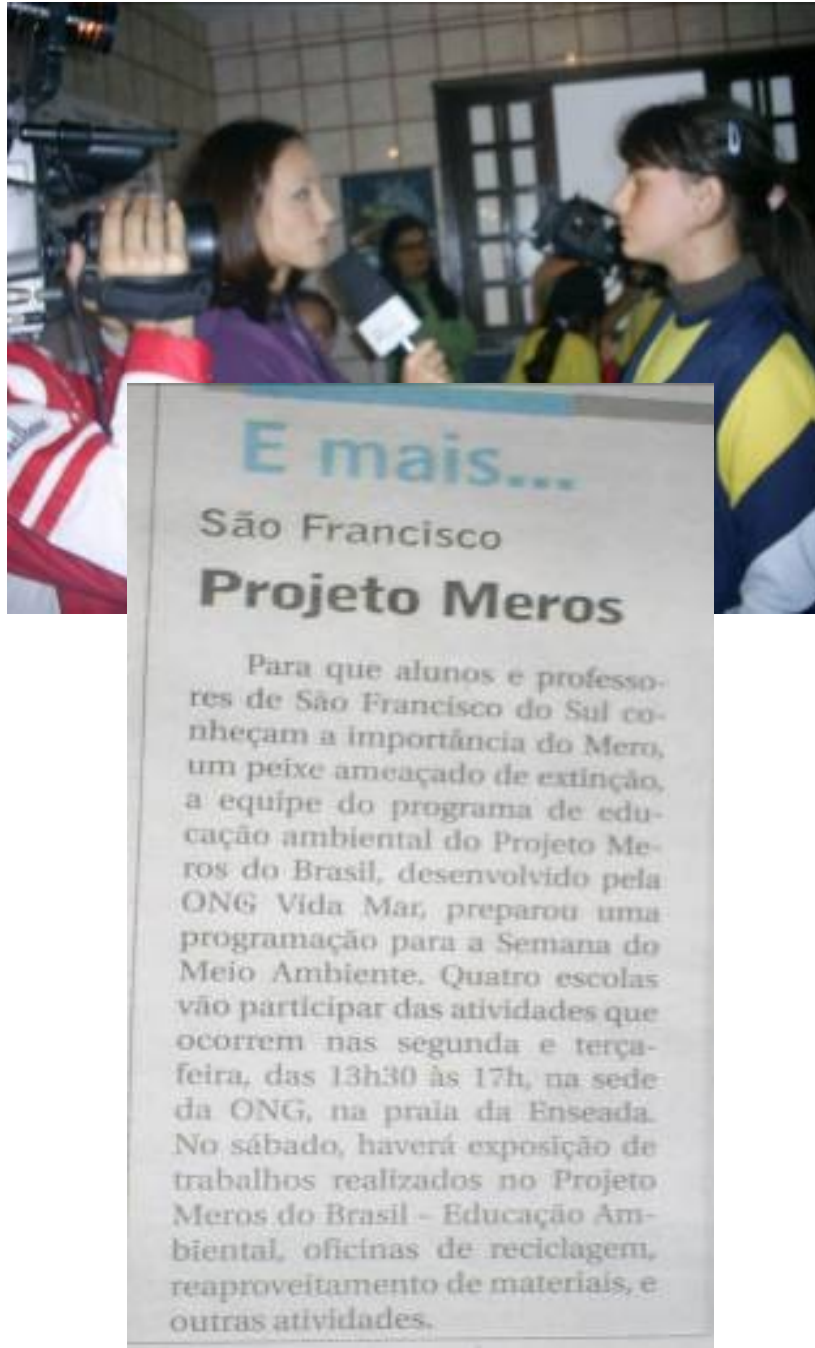 E mais...
São Francisco
Projeto Meros
Para que alunos e professo-
res de São Francisco do Sul co-
nheçam a importância do Mero,
um peixe ameaçado de extinção,
a equipe do programa de edu-
cação ambiental do Projeto Me-
ros do Brasil, desenvolvido pela
ONG Vida Mar, preparou uma
programação para a Semana do
Meio Ambiente. Quatro escolas
vão participar das atividades que
ocorrem nas segunda e terça-
feira, das 13h30 às 17h, na sede
da ONG, na praia da Enseada.
No sábado, haverá exposição de
trabalhos realizados no Projeto
Meros do Brasil - Educação Am-
biental, oficinas de reciclagem,
reaproveitamento de materiais, e
outras atividades.